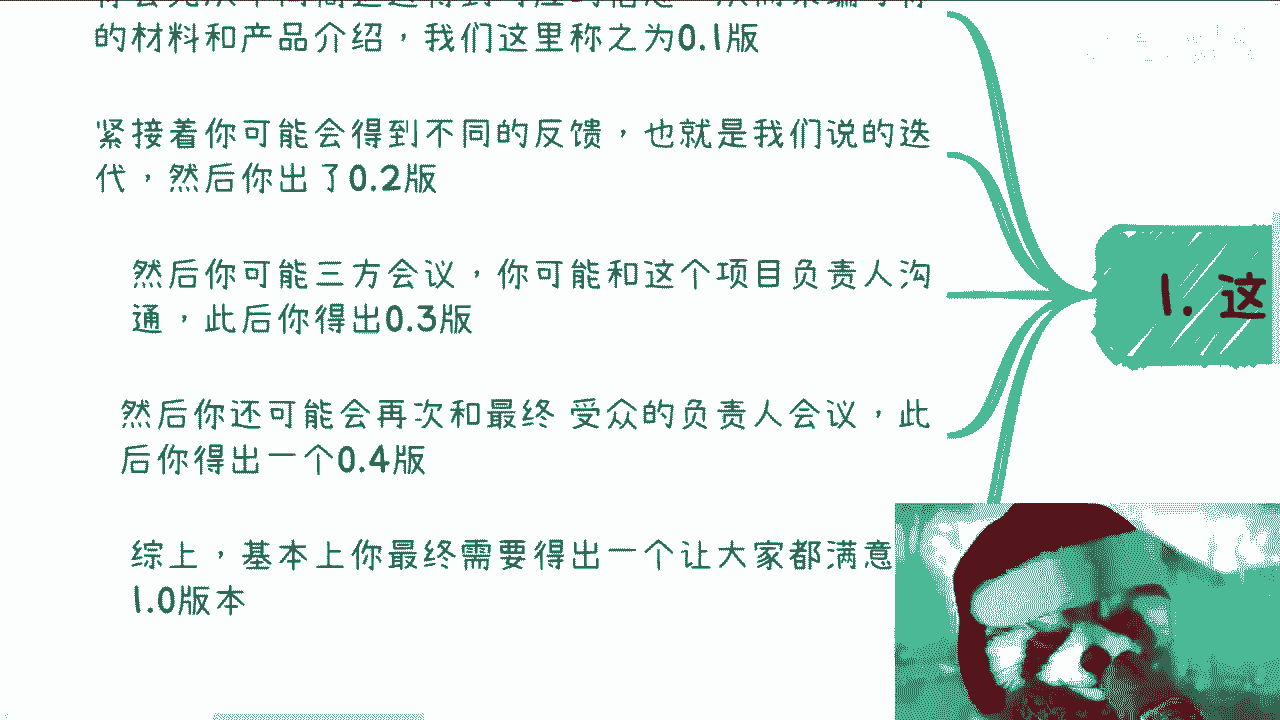 的材料和产品介绍，我们这里称之为0.1版
紧接着你可能会得到不同的反馈，也就是我们说的迭
代，然后你出了0.2版
然后你可能三方会议，你可能和这个项目负责人沟
通，此后你得出0.3版
然后你还可能会再次和最终 受众的负责人会议，此
后你得出一个0.4版
综上，基本上你最终需要得出一个让大家都满意
1.0版本
1. 这